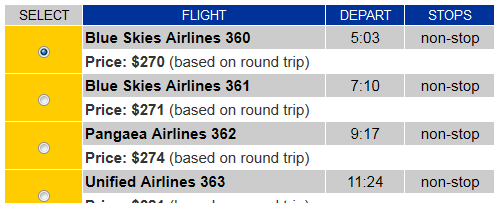 SELECT FLIGHT DEPART STOPS
Blue Skies Airlines 360 5:03 non-stop
Price: $270 (based on round trip)
Blue Skies Airlines 361 7:10 non-stop
Price: $271 (based on round trip)
Pangaea Airlines 362 9:17 non-stop
Price: $274 (based on round trip)
Unified Airlines 363 11:24 non-stop